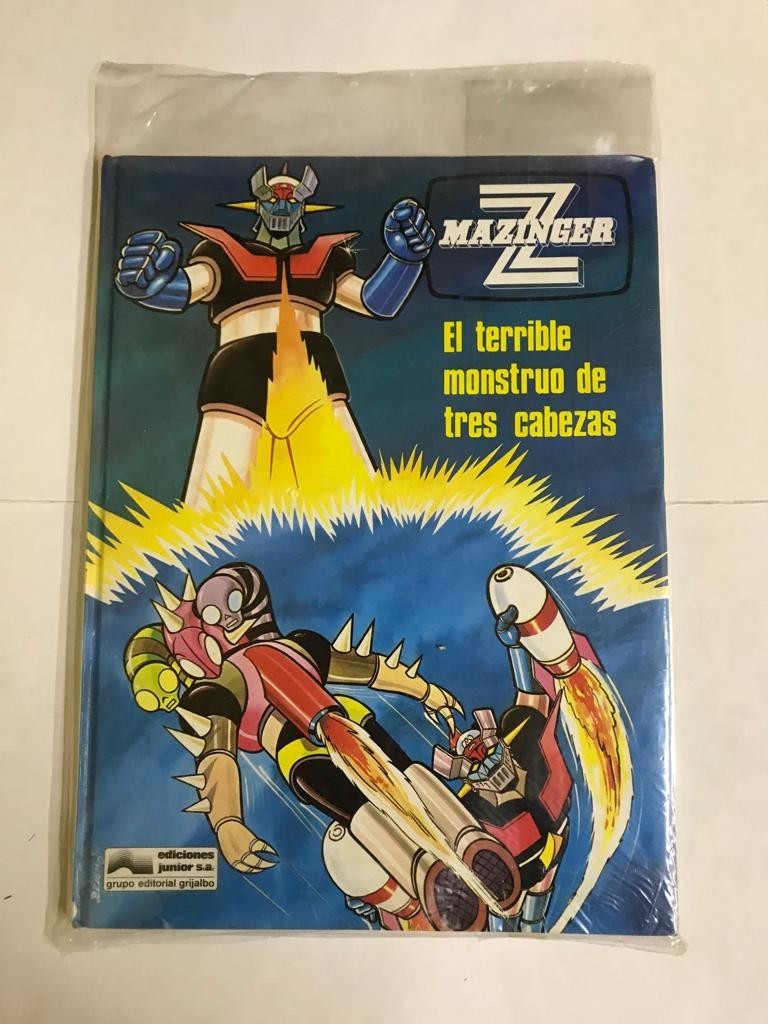 MAZINGER
Z
El terrible
monstruo de
tres cabezas
ediciones
junior s.a.
grupo editorial grijalbo